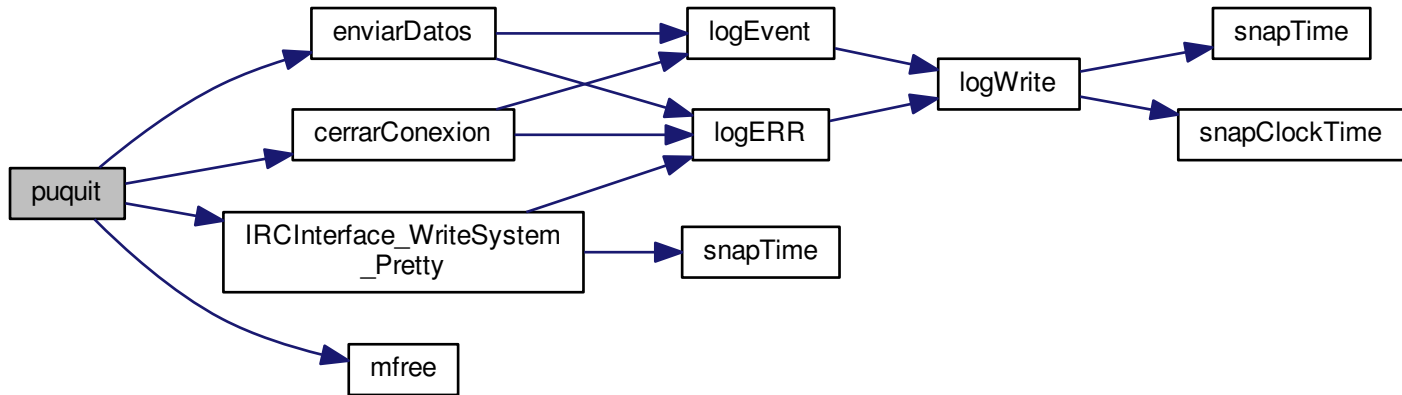 enviarDatos
logEvent
snapTime
logWrite
cerrarConexion
logERR
snapClockTime
puquit
IRCInterface_WriteSystem
_Pretty
snapTime
mfree